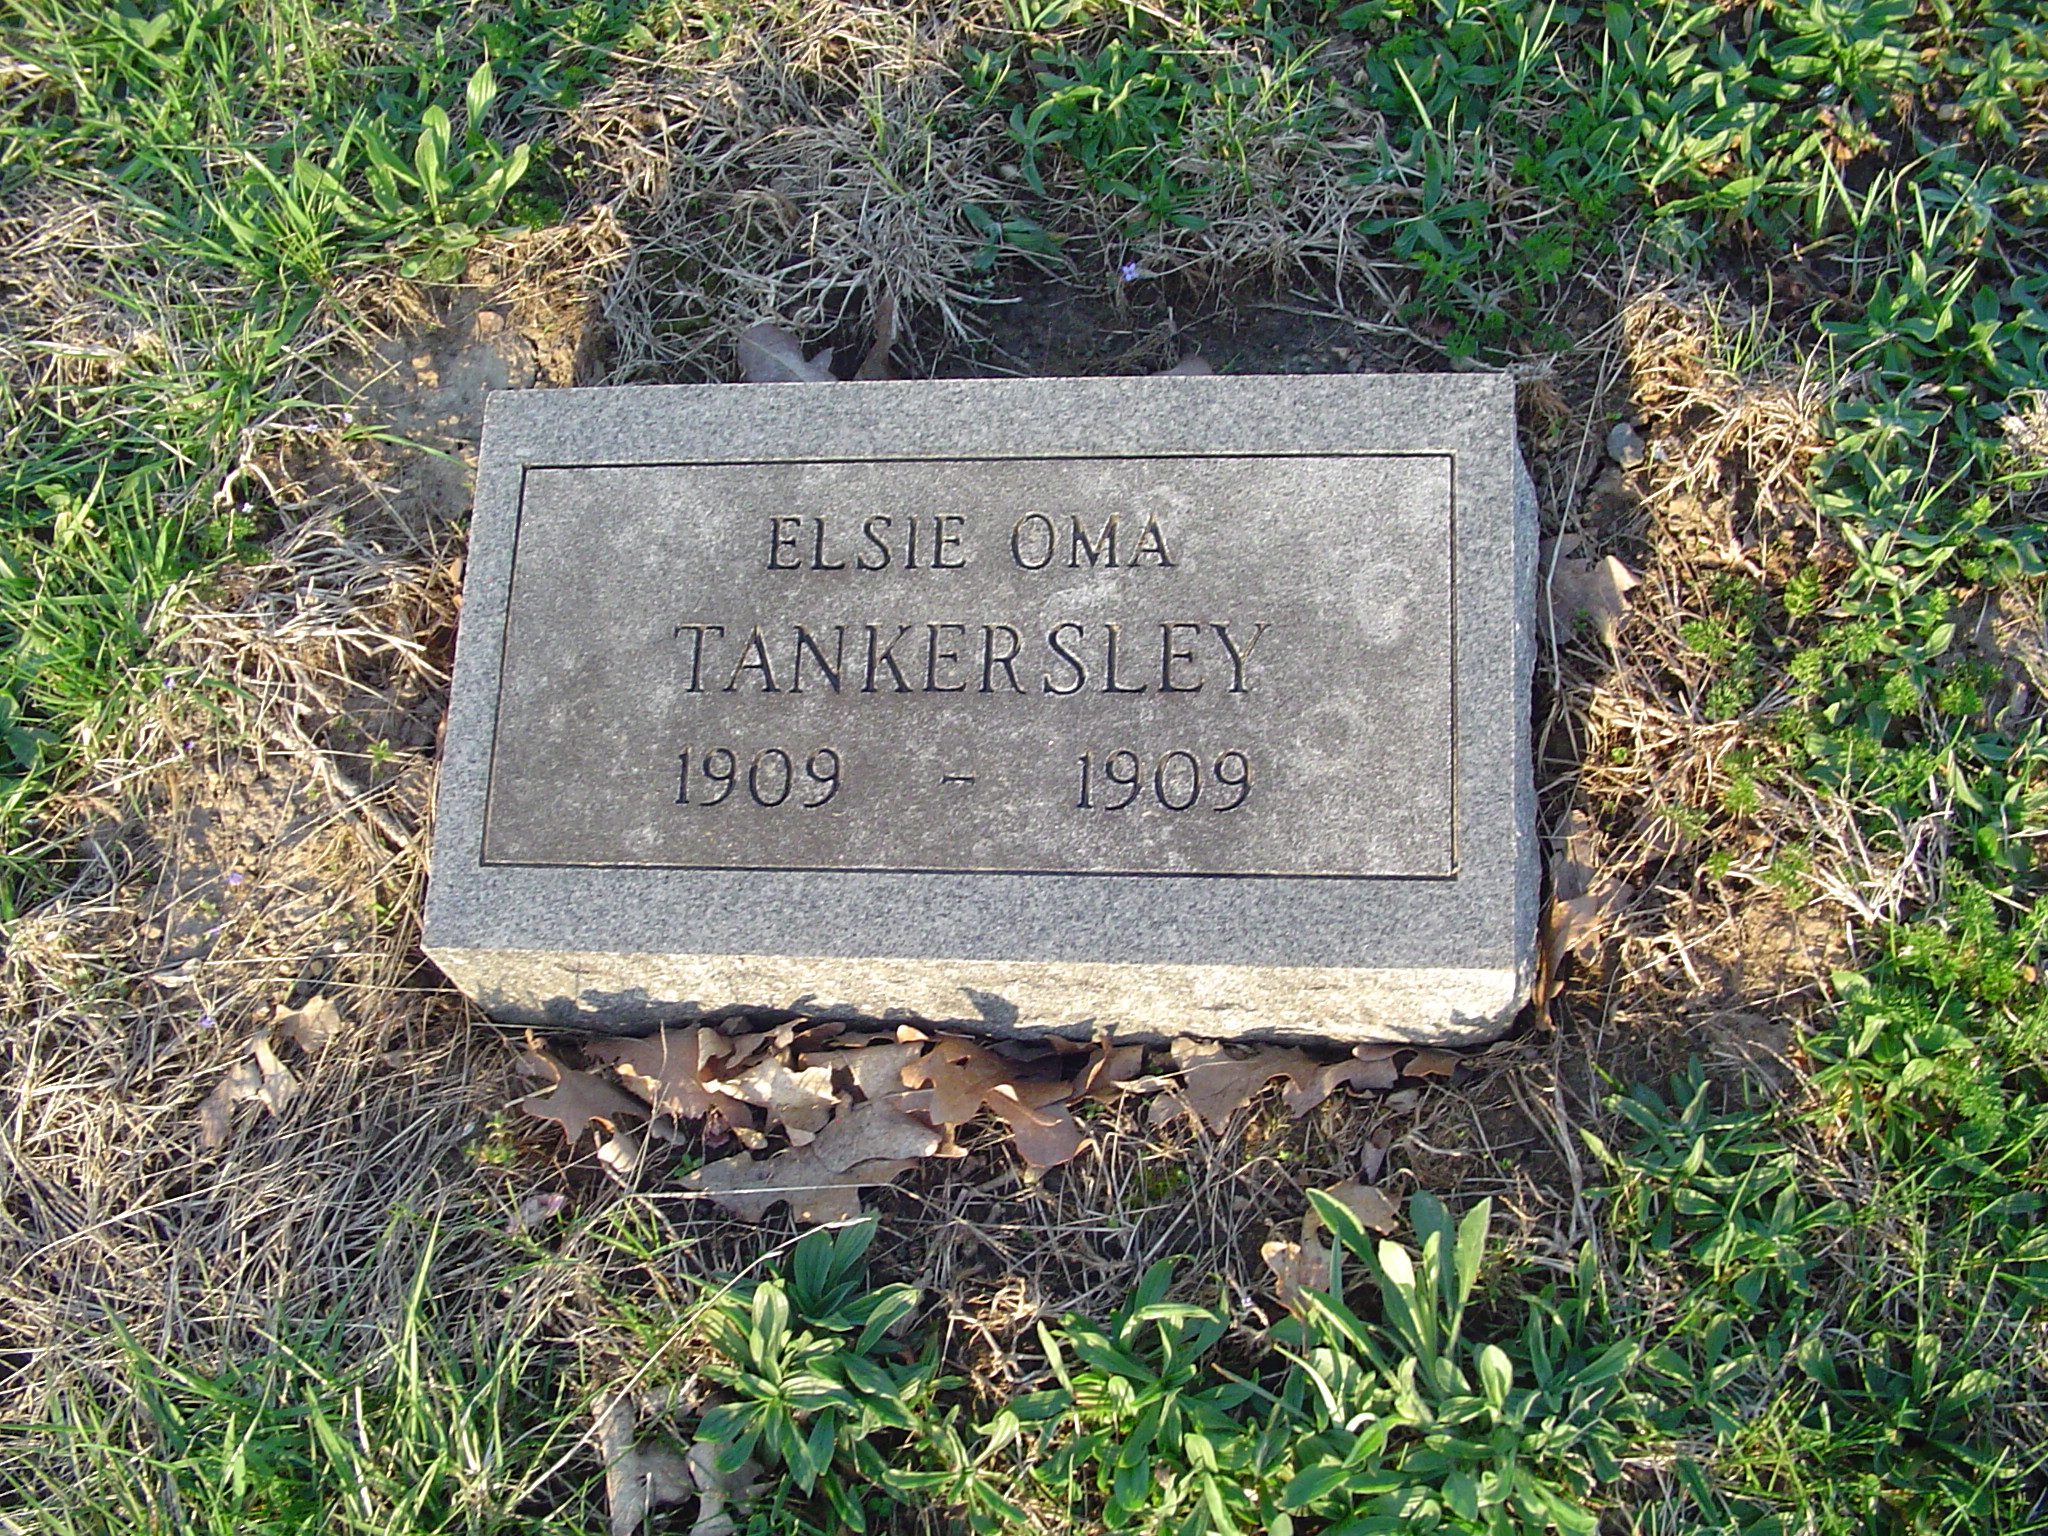 ELSIE OMA
TANKERSLEY
1909 - 1909